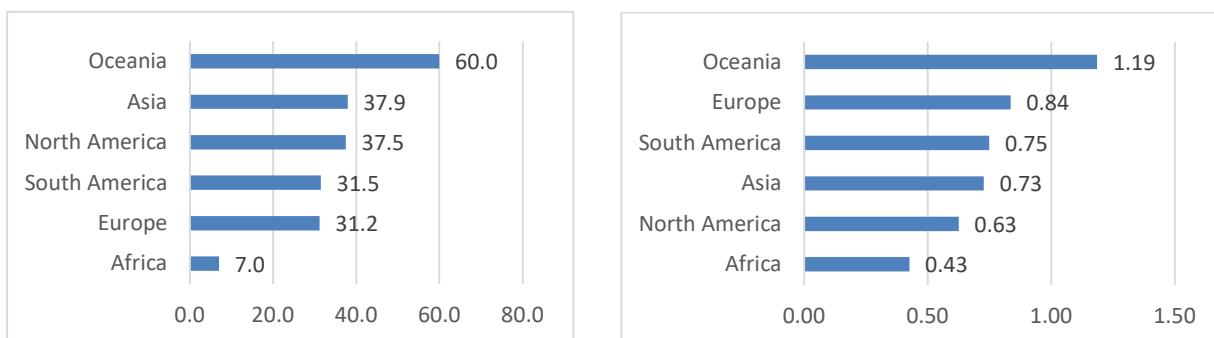 Oceania 60.0
Asia 37.9
North America 37.5
South America 31.5
Europe 31.2
Africa 7.0
0.0 20.0 40.0 60.0 80.0
Oceania 1.19
Europe 0.84
South America 0.75
Asia 0.73
North America 0.63
Africa 0.43
0.00 0.50 1.00 1.50